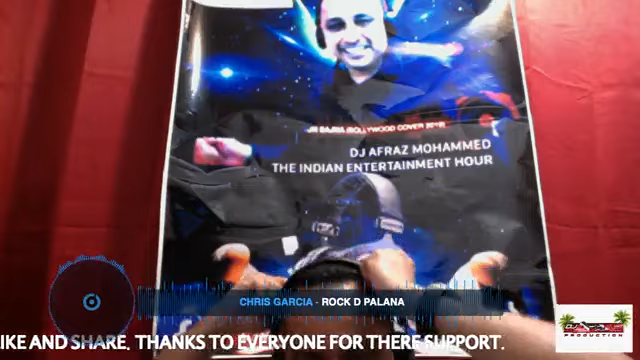 DJ AFRAZ MOHAMMED
THE INDIAN ENTERTAINMENT HOUR
CHRIS GARCIA - ROCK D PALANA
IKE AND SHARE. THANKS TO EVERYONE FOR THERE SUPPORT.
PRODUCTION